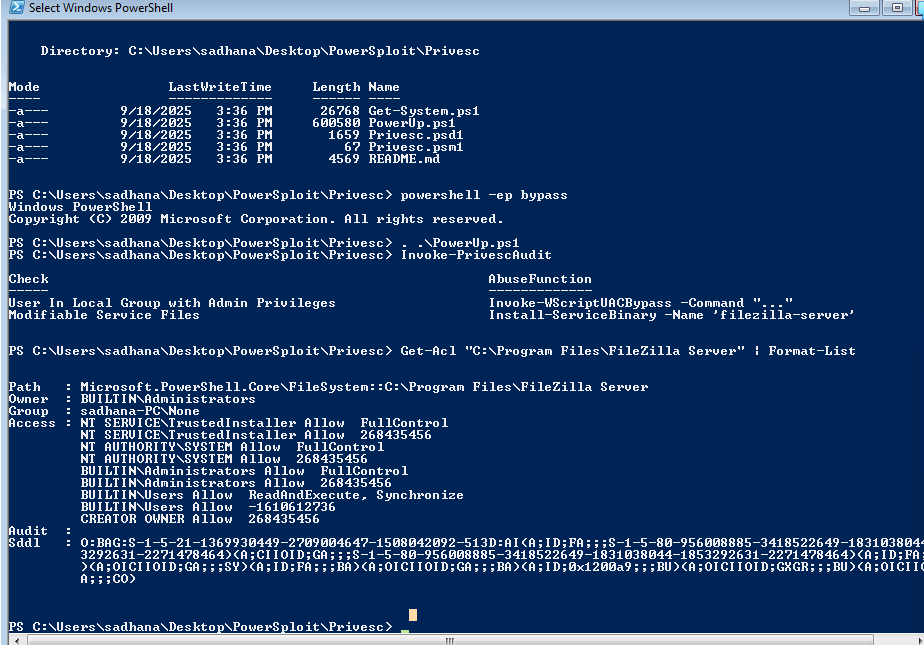 Select Windows PowerShell
Directory: C:\Users\sadhana\Desktop\PowerSploit\Privesc
Mode LastWriteTime Length Name
---- ------------- ------ ----
-a--- 9/18/2025 3:36 PM 26768 Get-System.ps1
-a--- 9/18/2025 3:36 PM 600580 PowerUp.ps1
-a--- 9/18/2025 3:36 PM 1659 Privesc.psd1
-a--- 9/18/2025 3:36 PM 67 Privesc.psm1
-a--- 9/18/2025 3:36 PM 4569 README.md
PS C:\Users\sadhana\Desktop\PowerSploit\Privesc> powershell -ep bypass
Windows PowerShell
Copyright (C) 2009 Microsoft Corporation. All rights reserved.
PS C:\Users\sadhana\Desktop\PowerSploit\Privesc> . .\PowerUp.ps1
PS C:\Users\sadhana\Desktop\PowerSploit\Privesc> Invoke-PrivescAudit
Check AbuseFunction
----- -------------
User In Local Group with Admin Privileges Invoke-WScriptUACBypass -Command "..."
Modifiable Service Files Install-ServiceBinary -Name 'filezilla-server'
PS C:\Users\sadhana\Desktop\PowerSploit\Privesc> Get-Acl "C:\Program Files\FileZilla Server" | Format-List
Path : Microsoft.PowerShell.Core\FileSystem::C:\Program Files\FileZilla Server
Owner : BUILTIN\Administrators
Group : sadhana-PC\None
Access : NT SERVICE\TrustedInstaller Allow FullControl
NT SERVICE\TrustedInstaller Allow 268435456
NT AUTHORITY\SYSTEM Allow FullControl
NT AUTHORITY\SYSTEM Allow 268435456
BUILTIN\Administrators Allow FullControl
BUILTIN\Administrators Allow 268435456
BUILTIN\Users Allow ReadAndExecute, Synchronize
BUILTIN\Users Allow -1610612736
CREATOR OWNER Allow 268435456
Audit :
Sddl : O:BAG:S-1-5-21-1369930449-2709004647-1508042092-513D:AI(A;ID;FA;;;S-1-5-80-956008885-3418522649-1831038044
3292631-2271478464)(A;CIIOID;GA;;;S-1-5-80-956008885-3418522649-1831038044-1853292631-2271478464)(A;ID;FA;
)(A;OICIIOID;GA;;;SY)(A;ID;FA;;;BA)(A;OICIIOID;GA;;;BA)(A;ID;0x1200a9;;;BU)(A;OICIIOID;GXGR;;;BU)(A;OICII
A;;;CO)
PS C:\Users\sadhana\Desktop\PowerSploit\Privesc>